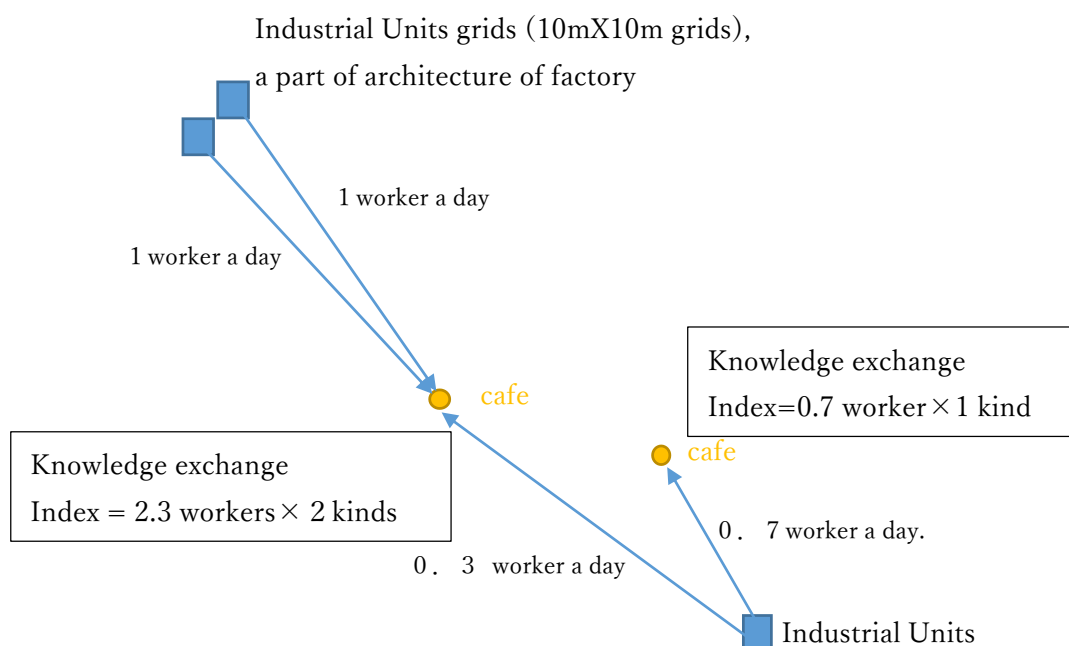 Industrial Units grids (10mX10m grids),
a part of architecture of factory
1 worker a day
1 worker a day
Knowledge exchange
Index=0.7 worker×1 kind
cafe
cafe
Knowledge exchange
Index = 2.3 workers× 2 kinds
0． 7 worker a day.
0． 3 worker a day
Industrial Units